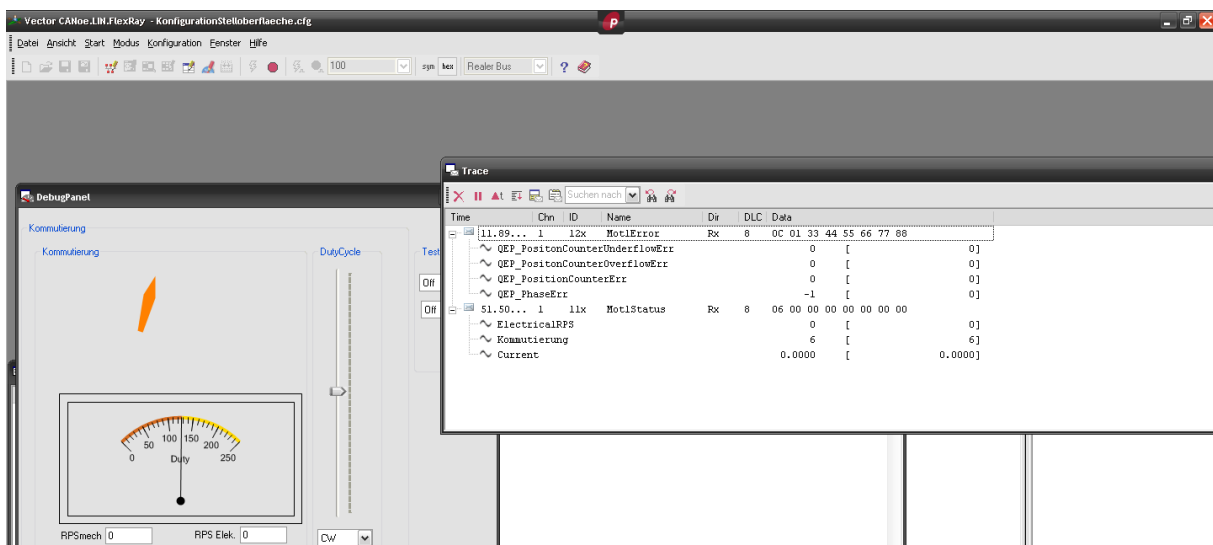 Vector CANoe.LIN.FlexRay - KonfigurationStelloberflaeche.cfg
Datei Ansicht Start Modus Konfiguration Fenster Hilfe
100 sym hex Realer Bus
Trace
Suchen nach
Time Chn ID Name Dir DLC Data
11.89... 1 12x Mot1Error Rx 8 0C 01 33 44 55 66 77 88
QEP_PositonCounterUnderflowErr 0 [ 0]
QEP_PositonCounterOverflowErr 0 [ 0]
QEP_PositionCounterErr 0 [ 0]
QEP_PhaseErr -1 [ 0]
51.50... 1 11x Mot1Status Rx 8 06 00 00 00 00 00 00 00
ElectricalRPS 0 [ 0]
Kommutierung 6 [ 6]
Current 0.0000 [ 0.0000]
DebugPanel
Kommutierung
Kommutierung
DutyCycle
Test
Off
Off
0 50 100 150 200 250
Duty
RPSmech 0
RPS Elek. 0
CW